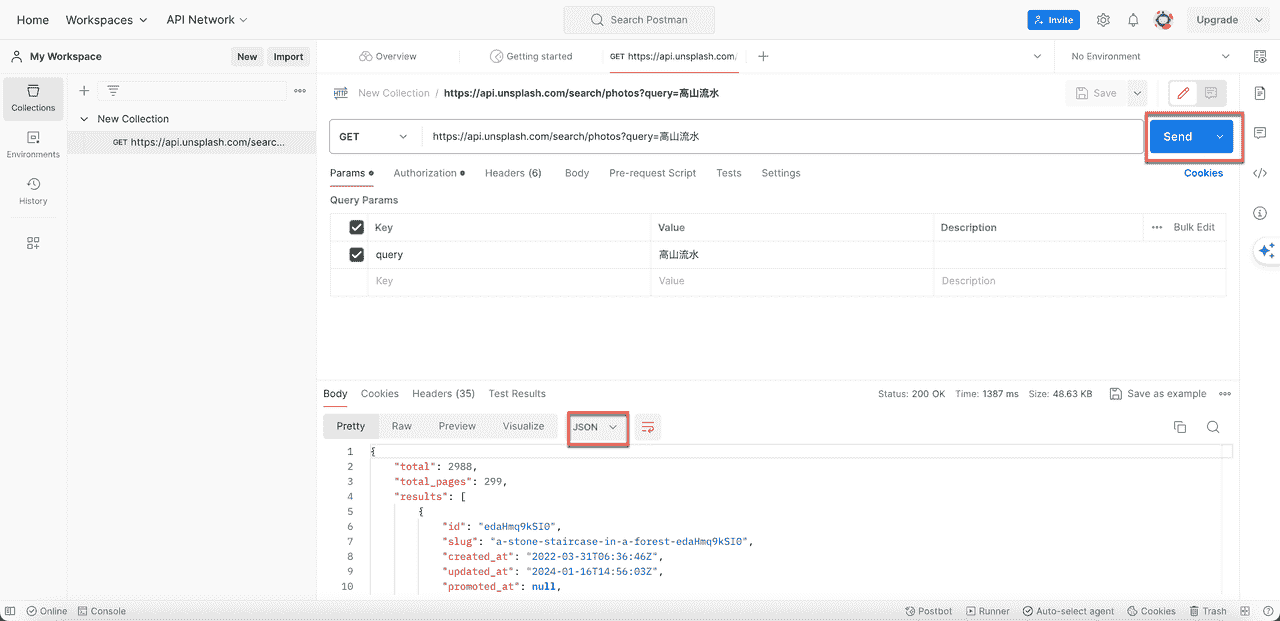 Home Workspaces API Network Search Postman Invite Upgrade
My Workspace New Import Overview Getting started GET https://api.unsplash.com/ No Environment
Collections
Environments
History
New Collection
GET https://api.unsplash.com/searc...
HTTP New Collection / https://api.unsplash.com/search/photos?query=高山流水 Save
GET https://api.unsplash.com/search/photos?query=高山流水 Send
Params Authorization Headers (6) Body Pre-request Script Tests Settings Cookies
Query Params
Key Value Description Bulk Edit
query 高山流水
Key Value Description
Body Cookies Headers (35) Test Results Status: 200 OK Time: 1387 ms Size: 48.63 KB Save as example
Pretty Raw Preview Visualize JSON
1 {
2 "total": 2988,
3 "total_pages": 299,
4 "results": [
5 {
6 "id": "edaHmq9kSI0",
7 "slug": "a-stone-staircase-in-a-forest-edaHmq9kSI0",
8 "created_at": "2022-03-31T06:36:46Z",
9 "updated_at": "2024-01-16T14:56:03Z",
10 "promoted_at": null,
Online Console Postbot Runner Auto-select agent Cookies Trash